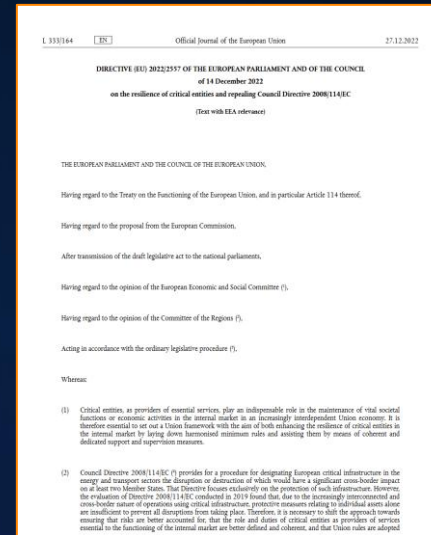 L 333/164 EN Official Journal of the European Union 27.12.2022
DIRECTIVE (EU) 2022/2557 OF THE EUROPEAN PARLIAMENT AND OF THE COUNCIL
of 14 December 2022
on the resilience of critical entities and repealing Council Directive 2008/114/EC
(Text with EEA relevance)
THE EUROPEAN PARLIAMENT AND THE COUNCIL OF THE EUROPEAN UNION,
Having regard to the Treaty on the Functioning of the European Union, and in particular Article 114 thereof,
Having regard to the proposal from the European Commission,
After transmission of the draft legislative act to the national parliaments,
Having regard to the opinion of the European Economic and Social Committee (¹),
Having regard to the opinion of the Committee of the Regions (²),
Acting in accordance with the ordinary legislative procedure (³),
Whereas:
(1) Critical entities, as providers of essential services, play an indispensable role in the maintenance of vital societal
functions or economic activities in the internal market in an increasingly interdependent Union economy. It is
therefore essential to set out a Union framework with the aim of both enhancing the resilience of critical entities in
the internal market by laying down harmonised minimum rules and assisting them by means of coherent and
dedicated support and supervision measures.
(2) Council Directive 2008/114/EC (⁴) provides for a procedure for designating European critical infrastructure in the
energy and transport sectors the disruption or destruction of which would have a significant cross-border impact
on at least two Member States. That Directive focuses exclusively on the protection of such infrastructure. However,
the evaluation of Directive 2008/114/EC conducted in 2019 found that, due to the increasingly interconnected and
cross-border nature of operations using critical infrastructure, protective measures relating to individual assets alone
are insufficient to prevent all disruptions from taking place. Therefore, it is necessary to shift the approach towards
ensuring that risks are better accounted for, that the role and duties of critical entities as providers of services
essential to the functioning of the internal market are better defined and coherent, and that Union rules are adopted